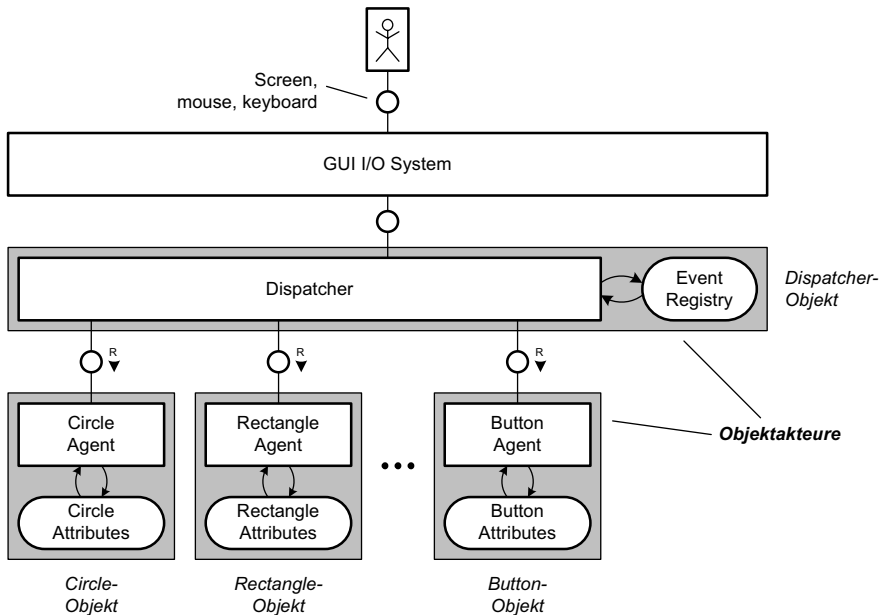 Screen,
mouse, keyboard
GUI I/O System
Dispatcher
Event
Registry
Dispatcher-
Objekt
R
R
R
Circle
Agent
Rectangle
Agent
Button
Agent
Objektakteure
Circle
Attributes
Rectangle
Attributes
Button
Attributes
Circle-
Objekt
Rectangle-
Objekt
Button-
Objekt